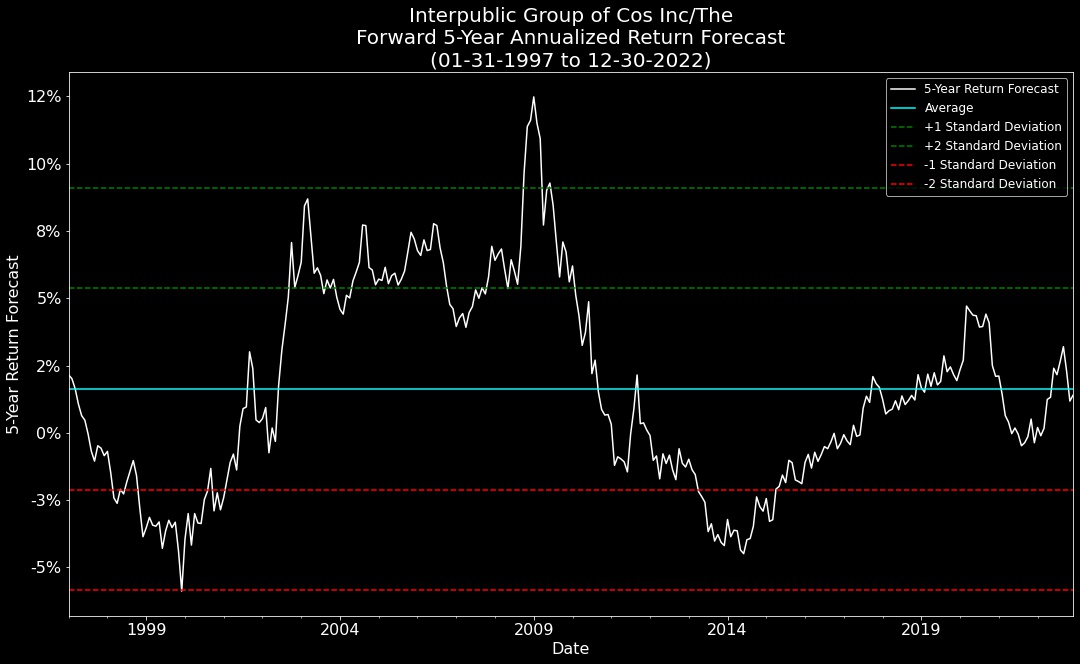 Interpublic Group of Cos Inc/The
Forward 5-Year Annualized Return Forecast
(01-31-1997 to 12-30-2022)
5-Year Return Forecast
Average
+1 Standard Deviation
+2 Standard Deviation
-1 Standard Deviation
-2 Standard Deviation
12%
10%
8%
5%
2%
0%
-3%
-5%
5-Year Return Forecast
1999
2004
2009
2014
2019
Date